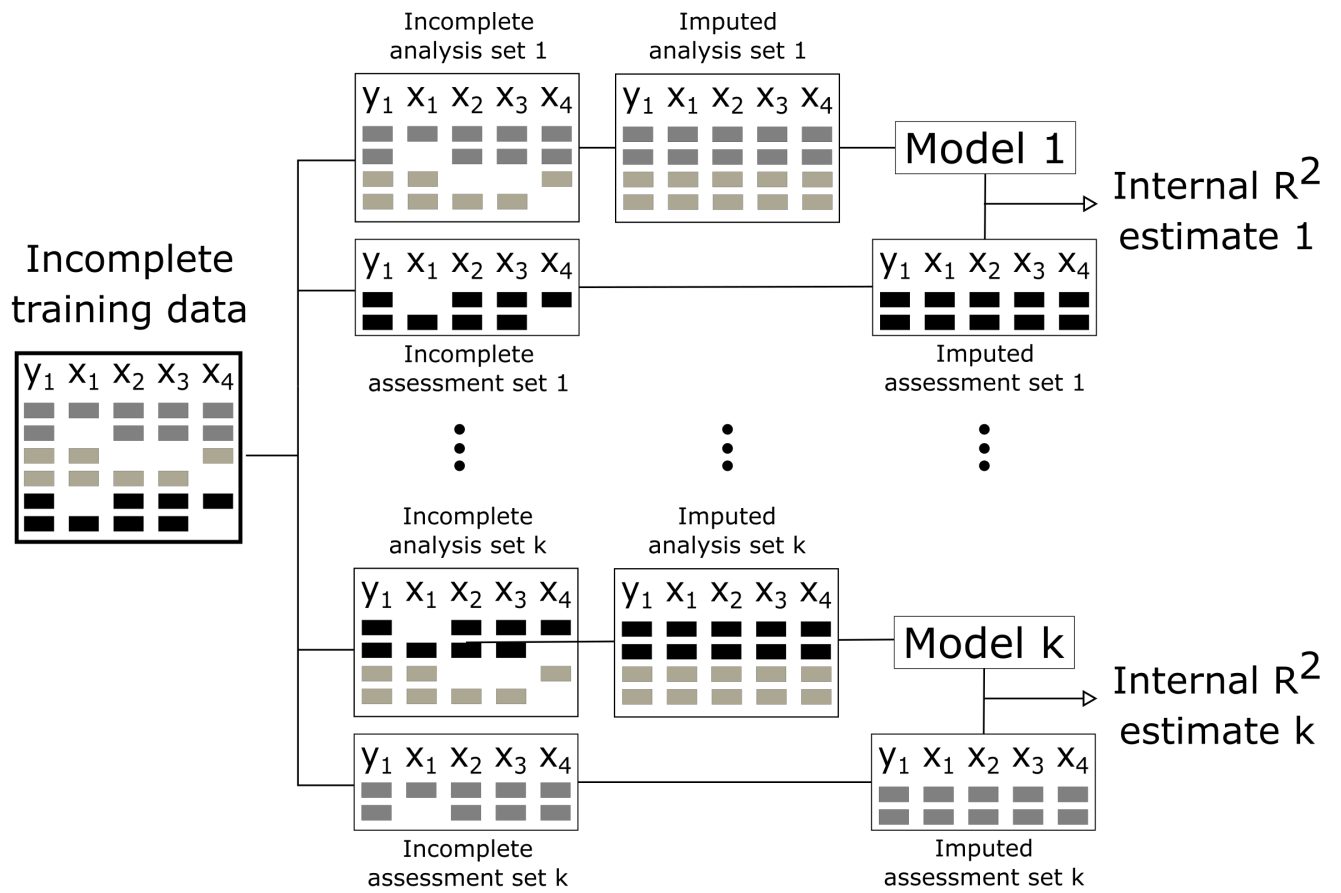 Incomplete
analysis set 1
y₁ x₁ x₂ x₃ x₄
Imputed
analysis set 1
y₁ x₁ x₂ x₃ x₄
Model 1
Internal R²
estimate 1
Incomplete
training data
y₁ x₁ x₂ x₃ x₄
y₁ x₁ x₂ x₃ x₄
Incomplete
assessment set 1
y₁ x₁ x₂ x₃ x₄
Imputed
assessment set 1
Incomplete
analysis set k
y₁ x₁ x₂ x₃ x₄
Imputed
analysis set k
y₁ x₁ x₂ x₃ x₄
Model k
Internal R²
estimate k
y₁ x₁ x₂ x₃ x₄
Incomplete
assessment set k
y₁ x₁ x₂ x₃ x₄
Imputed
assessment set k